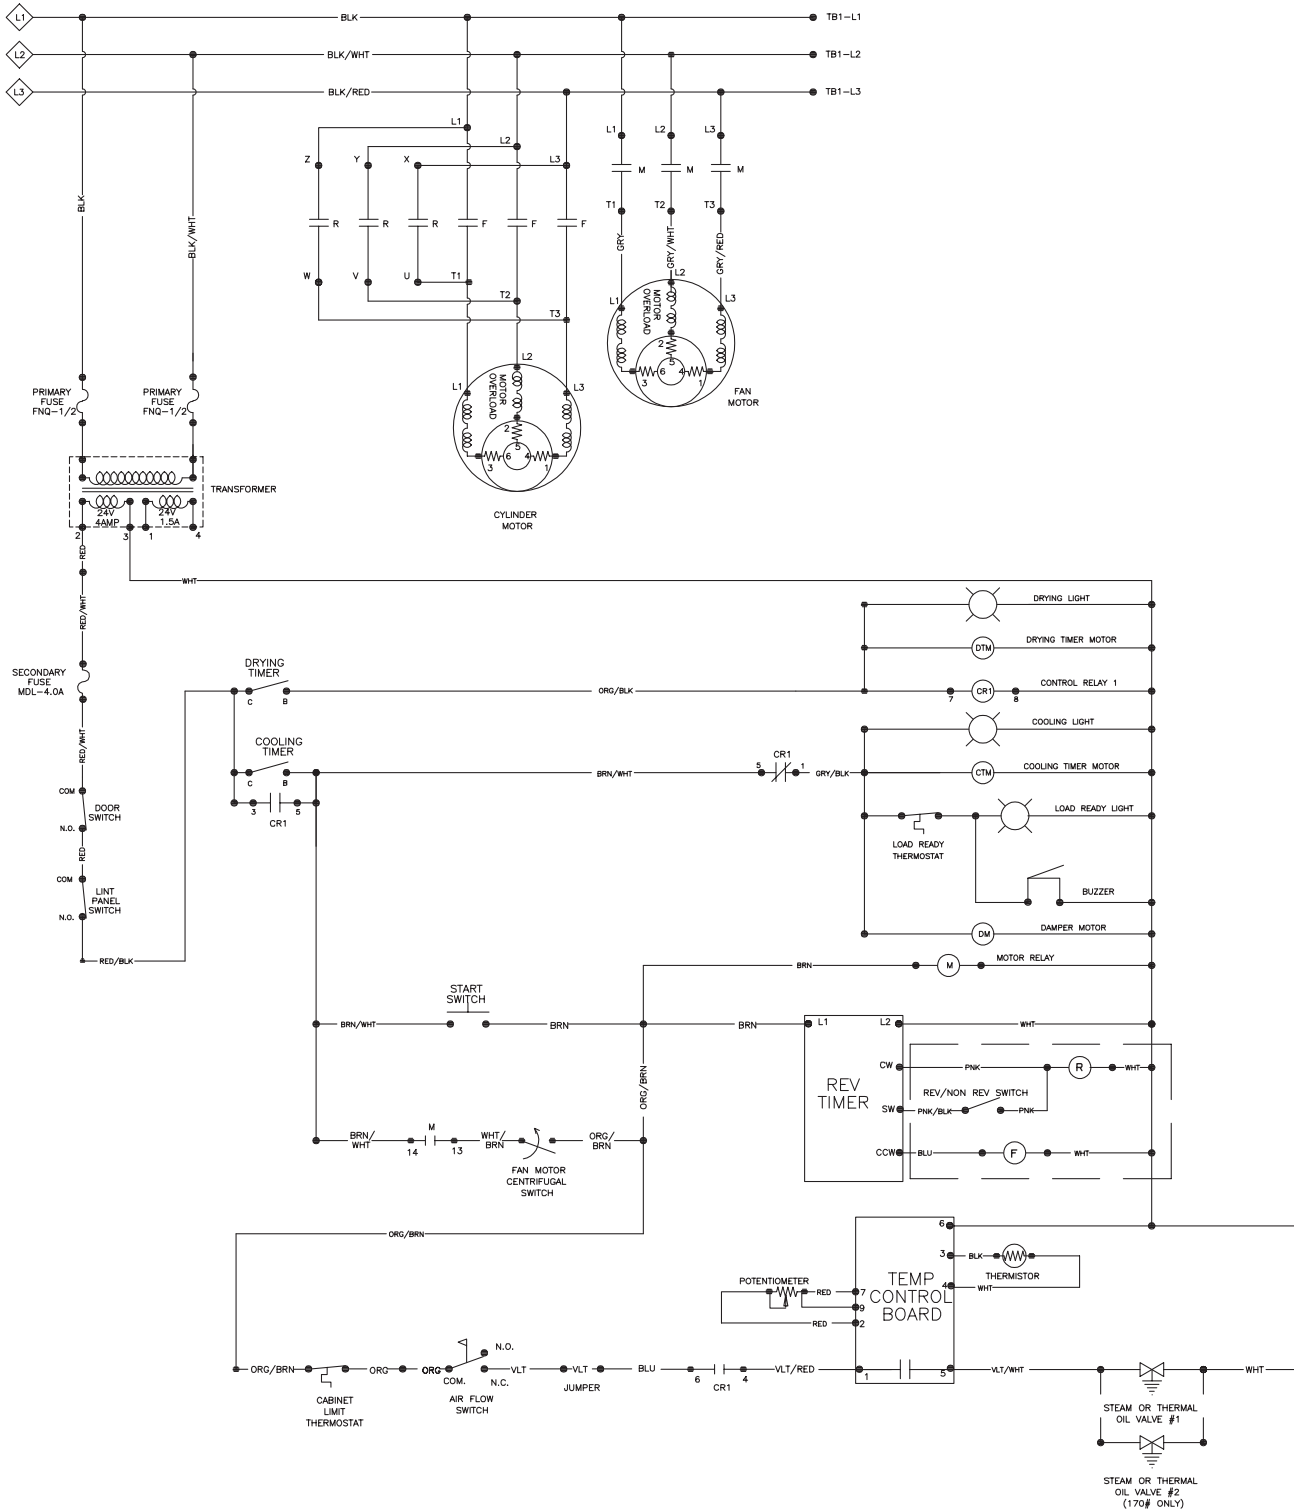 L1
BLK
TB1-L1
L2
BLK/WHT
TB1-L2
L3
BLK/RED
TB1-L3
L1
L1
L2
L3
L2
Z
Y
X
L3
M
M
M
BLK
T1
T2
T3
R
R
R
F
F
F
BLK/WHT
GRY
GRY/WHT
GRY/RED
W
V
U
T1
T2
T3
L2
L1
L3
MOTOR
OVERLOAD
2
5
6
4
3
1
FAN
MOTOR
L2
L1
L3
MOTOR
OVERLOAD
2
5
6
4
3
1
CYLINDER
MOTOR
PRIMARY
FUSE
FNQ-1/2
PRIMARY
FUSE
FNQ-1/2
TRANSFORMER
24V
4AMP
24V
1.5A
2
3
1
4
RED
WHT
RED/WHT
DRYING LIGHT
DRYING TIMER MOTOR
DTM
SECONDARY
FUSE
MDL-4.0A
DRYING
TIMER
C
B
ORG/BLK
7
CR1
8
CONTROL RELAY 1
COOLING LIGHT
RED/WHT
COOLING
TIMER
C
B
BRN/WHT
5
CR1
1
GRY/BLK
CTM
COOLING TIMER MOTOR
3
5
CR1
COM
DOOR
SWITCH
N.O.
LOAD READY LIGHT
LOAD READY
THERMOSTAT
RED
COM
LINT
PANEL
SWITCH
N.O.
BUZZER
DM
DAMPER MOTOR
RED/BLK
BRN
M
MOTOR RELAY
START
SWITCH
BRN/WHT
BRN
BRN
L1
L2
WHT
REV
TIMER
CW
PNK
R
WHT
REV/NON REV SWITCH
SW
PNK/BLK
PNK
CCW
BLU
F
WHT
ORG/BRN
BRN/
WHT
14
M
13
WHT/
BRN
ORG/
BRN
FAN MOTOR
CENTRIFUGAL
SWITCH
ORG/BRN
6
3
BLK
THERMISTOR
4
WHT
TEMP
CONTROL
BOARD
POTENTIOMETER
RED
7
9
RED
2
ORG/BRN
CABINET
LIMIT
THERMOSTAT
ORG
ORG
COM.
N.O.
N.C.
AIR FLOW
SWITCH
VLT
VLT
JUMPER
BLU
6
CR1
4
VLT/RED
1
5
VLT/WHT
WHT
STEAM OR THERMAL
OIL VALVE #1
STEAM OR THERMAL
OIL VALVE #2
(170# ONLY)